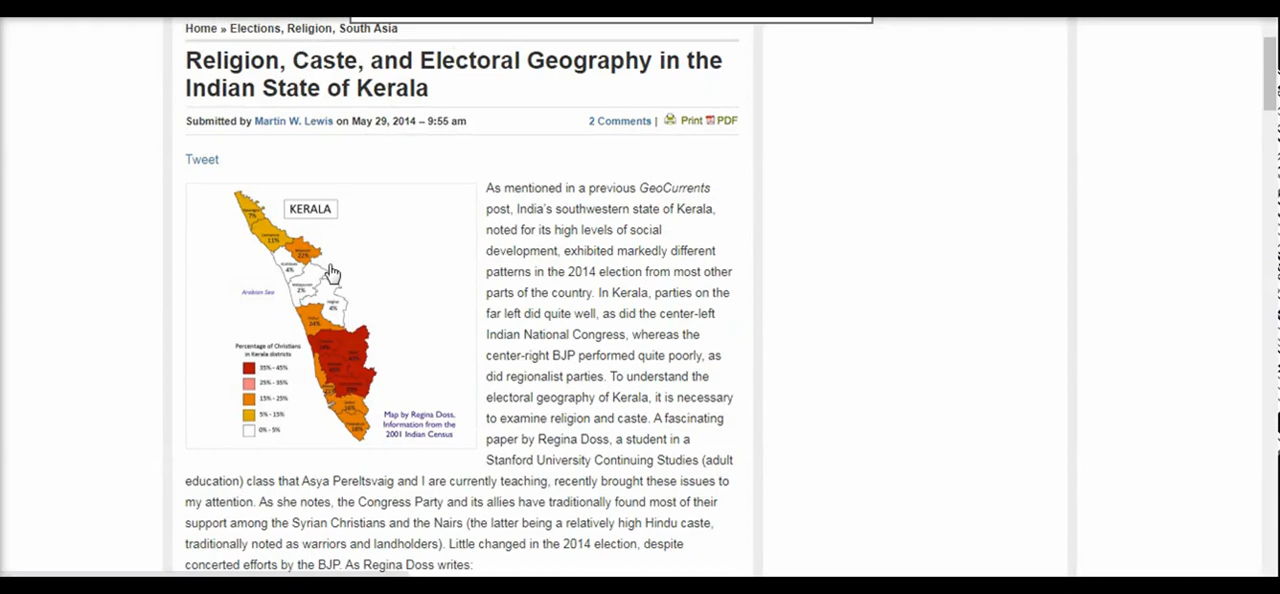 Home » Elections, Religion, South Asia
Religion, Caste, and Electoral Geography in the
Indian State of Kerala
Submitted by Martin W. Lewis on May 29, 2014 – 9:55 am
2 Comments | Print PDF
Tweet
KERALA
7%
11%
22%
4%
2%
4%
Arabian Sea
Percentage of Christians
in Kerala districts
35% - 45%
25% - 35%
15% - 25%
5% - 15%
0% - 5%
Map by Regina Doss,
Information from the
2001 Indian Census
As mentioned in a previous GeoCurrents
post, India's southwestern state of Kerala,
noted for its high levels of social
development, exhibited markedly different
patterns in the 2014 election from most other
parts of the country. In Kerala, parties on the
far left did quite well, as did the center-left
Indian National Congress, whereas the
center-right BJP performed quite poorly, as
did regionalist parties. To understand the
electoral geography of Kerala, it is necessary
to examine religion and caste. A fascinating
paper by Regina Doss, a student in a
Stanford University Continuing Studies (adult
education) class that Asya Pereltsvaig and I are currently teaching, recently brought these issues to
my attention. As she notes, the Congress Party and its allies have traditionally found most of their
support among the Syrian Christians and the Nairs (the latter being a relatively high Hindu caste,
traditionally noted as warriors and landholders). Little changed in the 2014 election, despite
concerted efforts by the BJP. As Regina Doss writes: